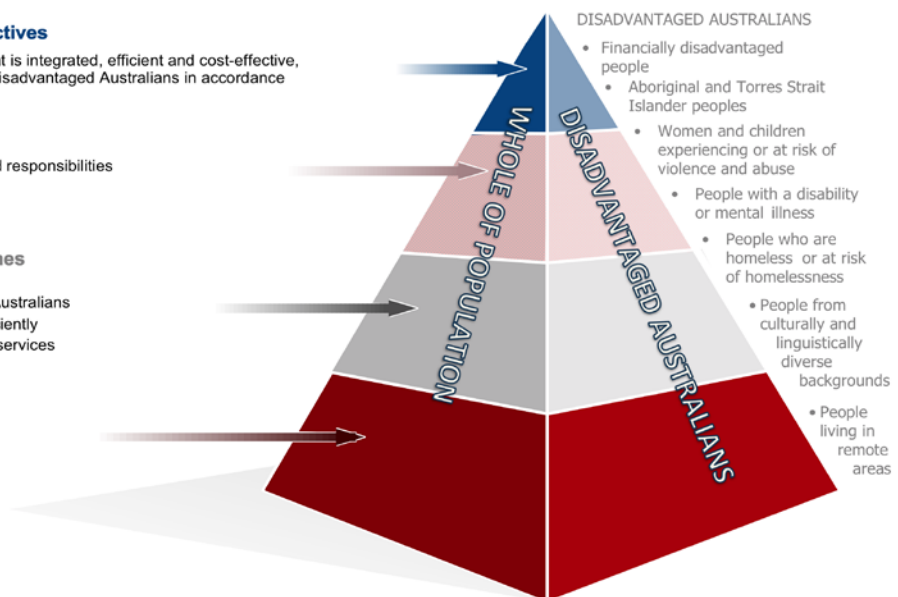 ctives
t is integrated, efficient and cost-effective,
isadvantaged Australians in accordance
l responsibilities
nes
Australians
iently
services
WHOLE OF POPULATION
DISADVANTAGED AUSTRALIANS
DISADVANTAGED AUSTRALIANS
• Financially disadvantaged
people
• Aboriginal and Torres Strait
Islander peoples
• Women and children
experiencing or at risk of
violence and abuse
• People with a disability
or mental illness
• People who are
homeless or at risk
of homelessness
• People from
culturally and
linguistically
diverse
backgrounds
• People
living in
remote
areas